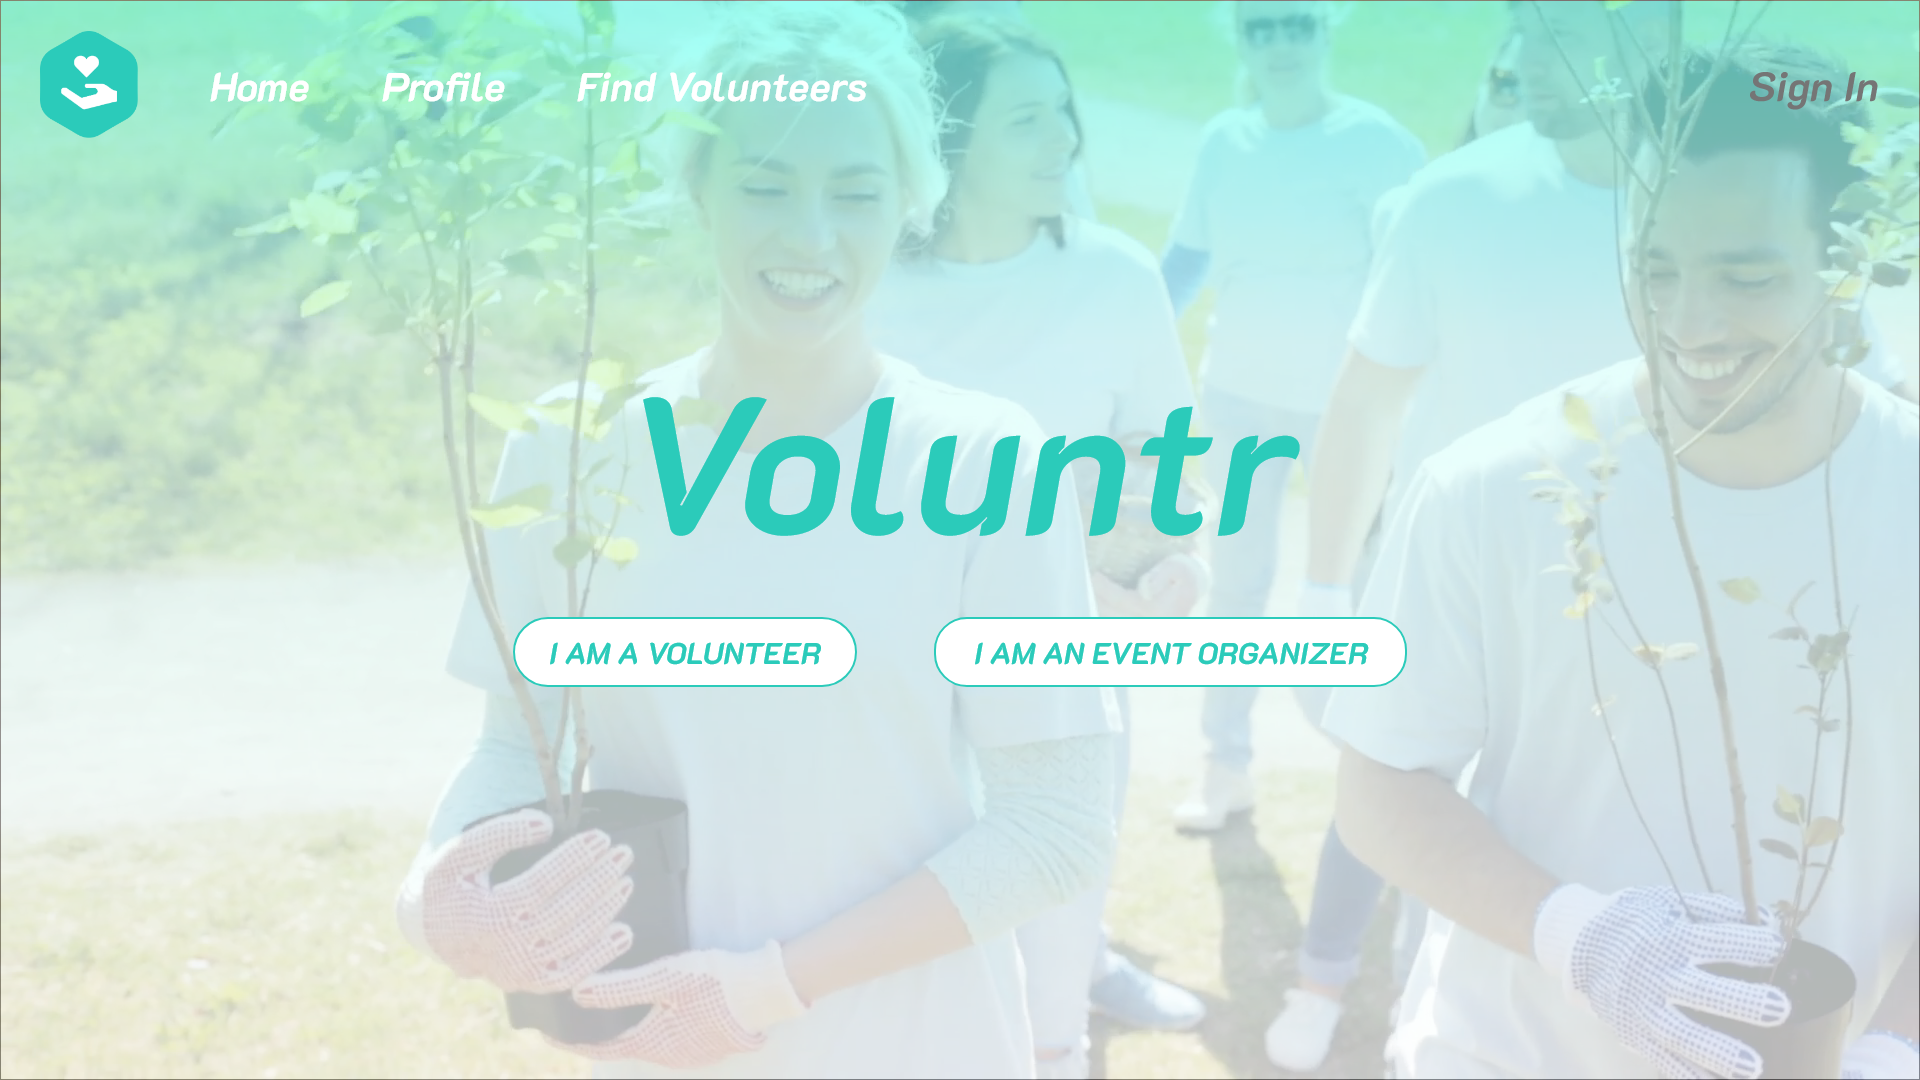 Home Profile Find Volunteers Sign In
Voluntr
I AM A VOLUNTEER I AM AN EVENT ORGANIZER